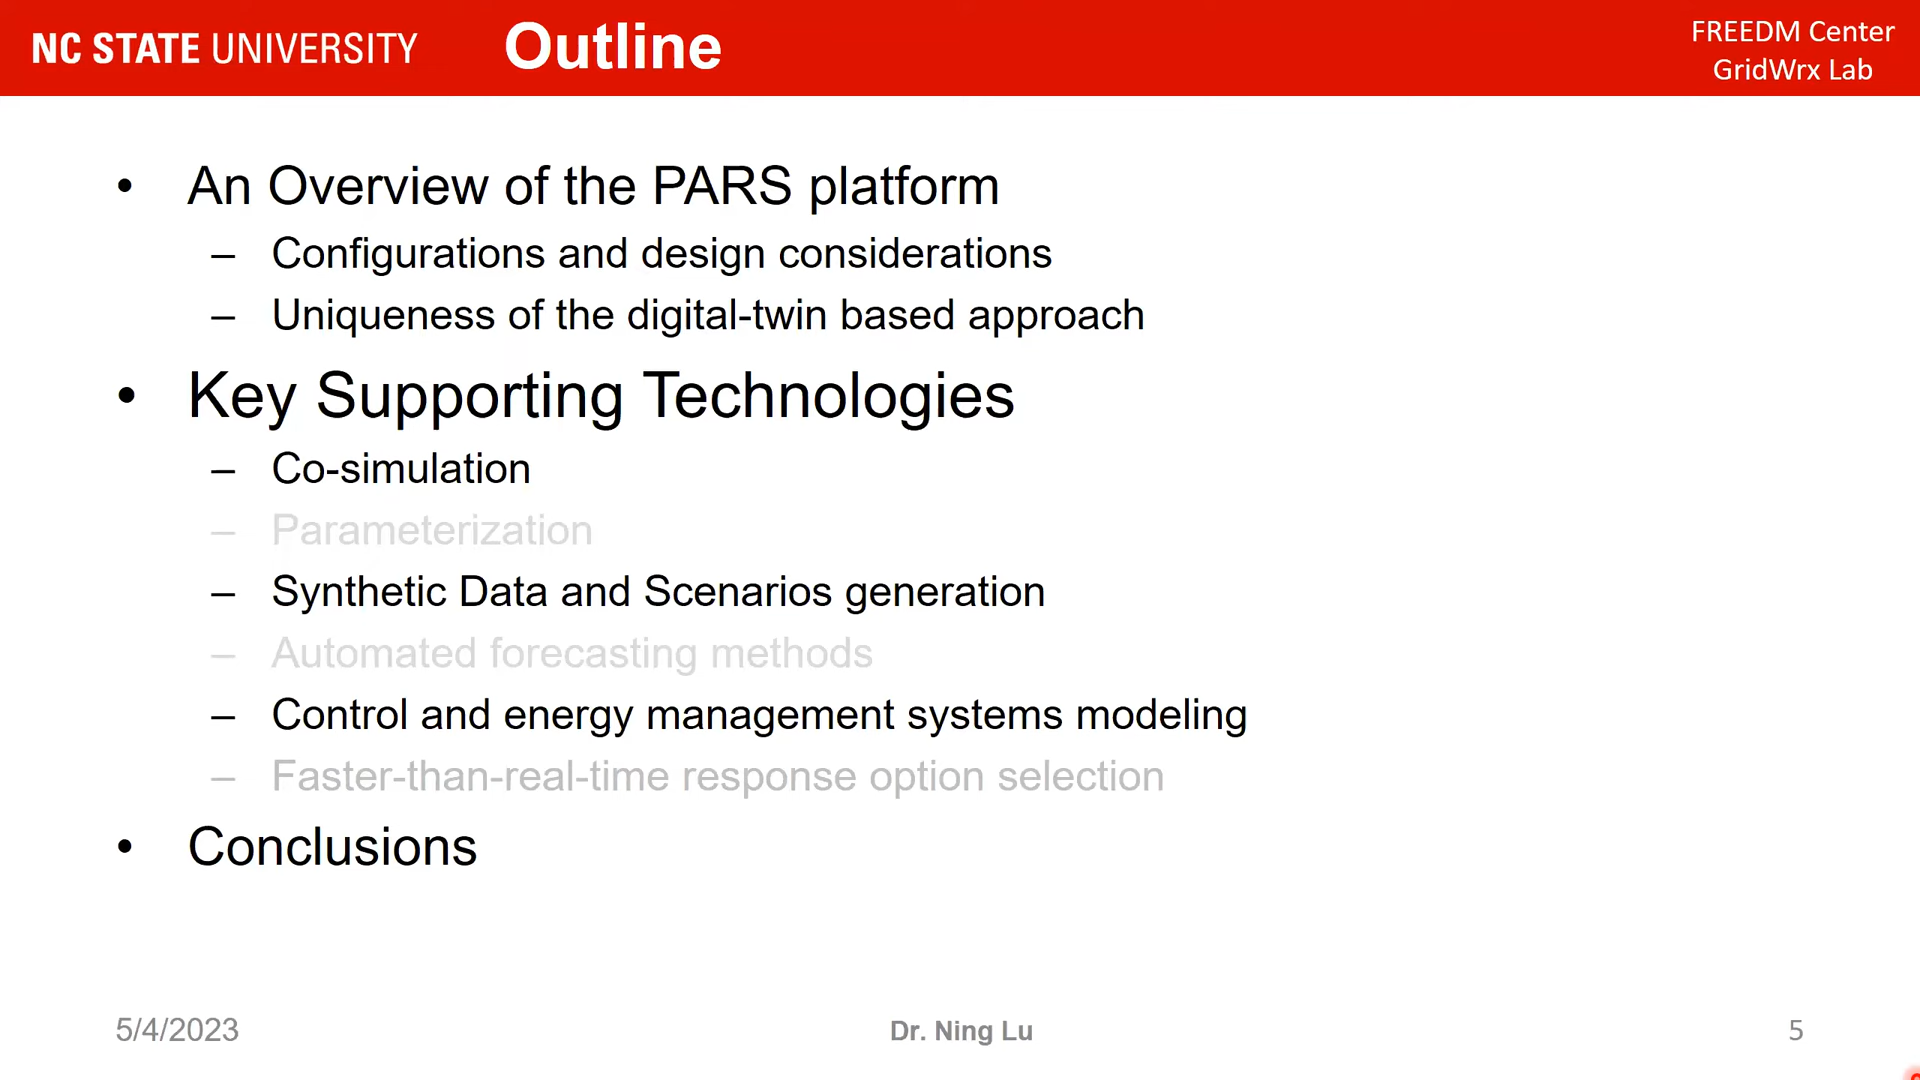 NC STATE UNIVERSITY
Outline
FREEDM Center
GridWrx Lab
• An Overview of the PARS platform
– Configurations and design considerations
– Uniqueness of the digital-twin based approach
• Key Supporting Technologies
– Co-simulation
– Parameterization
– Synthetic Data and Scenarios generation
– Automated forecasting methods
– Control and energy management systems modeling
– Faster-than-real-time response option selection
• Conclusions
5/4/2023
Dr. Ning Lu
5